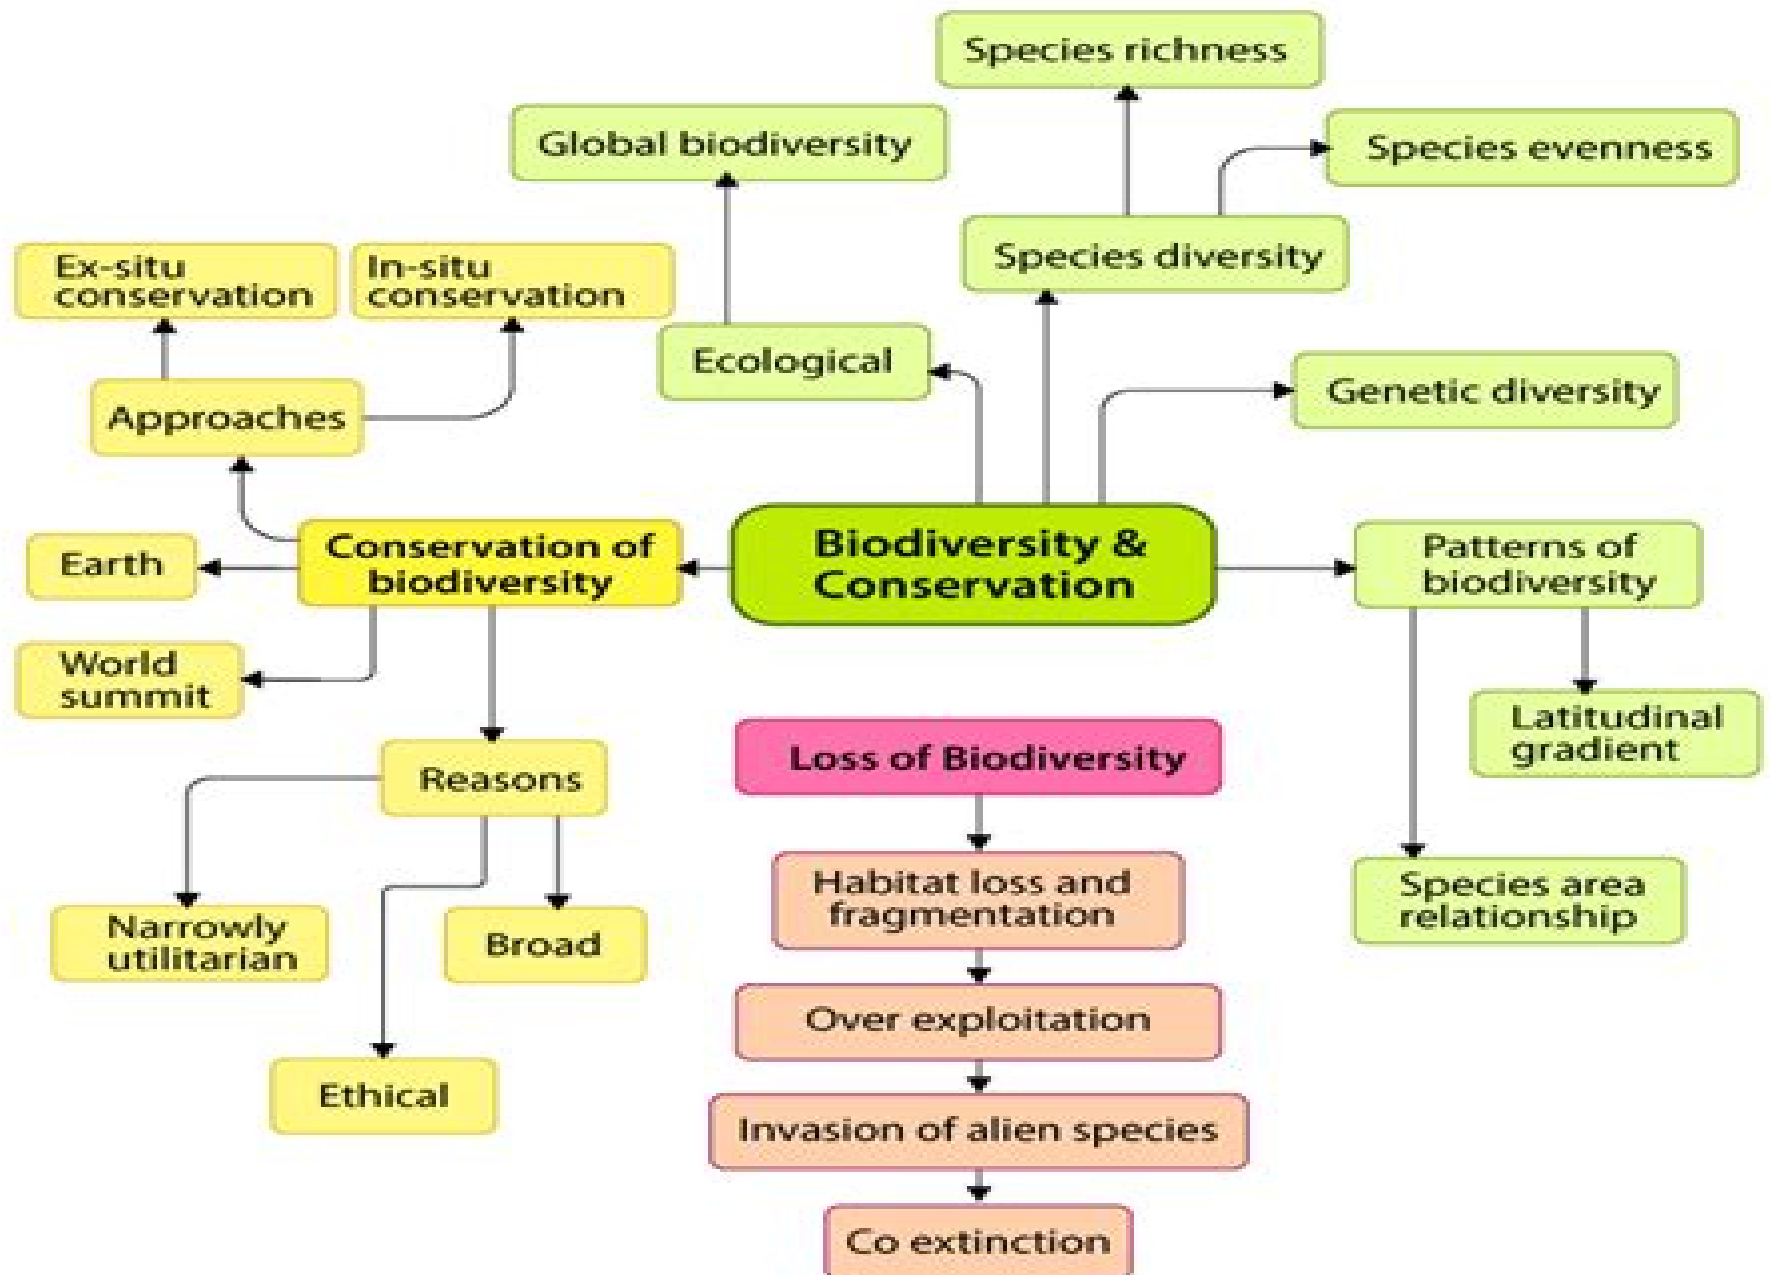 Species richness
Global biodiversity
Species evenness
Species diversity
Ex-situ
conservation
In-situ
conservation
Ecological
Genetic diversity
Approaches
Conservation of
biodiversity
Biodiversity &
Conservation
Patterns of
biodiversity
Earth
World
summit
Latitudinal
gradient
Reasons
Loss of Biodiversity
Habitat loss and
fragmentation
Species area
relationship
Narrowly
utilitarian
Broad
Over exploitation
Ethical
Invasion of alien species
Co extinction